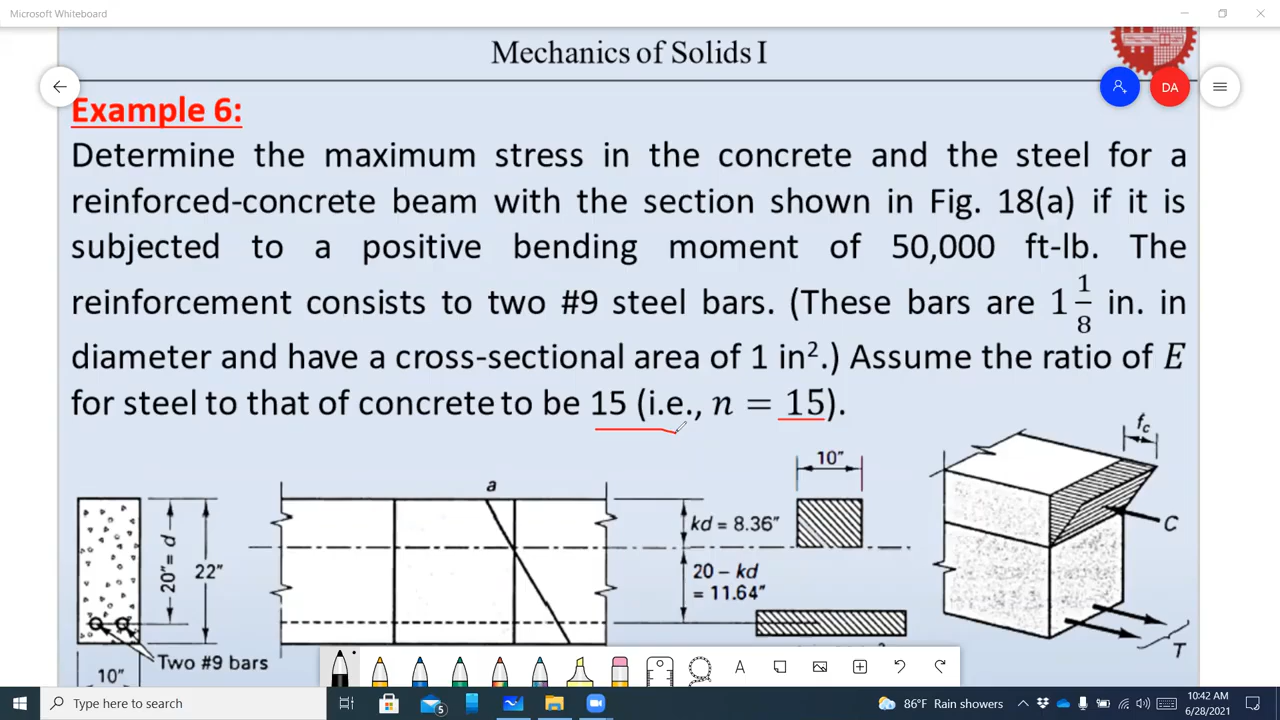 Microsoft Whiteboard
Mechanics of Solids I
DA
Example 6:
Determine the maximum stress in the concrete and the steel for a
reinforced-concrete beam with the section shown in Fig. 18(a) if it is
subjected to a positive bending moment of 50,000 ft-lb. The
reinforcement consists to two #9 steel bars. (These bars are 1 1/8 in. in
diameter and have a cross-sectional area of 1 in².) Assume the ratio of E
for steel to that of concrete to be 15 (i.e., n = 15).
f_c
10"
a
kd = 8.36"
C
20" = d
22"
20 - kd
= 11.64"
T
Two #9 bars
10"
A
Type here to search
5
86°F Rain showers
10:42 AM
6/28/2021